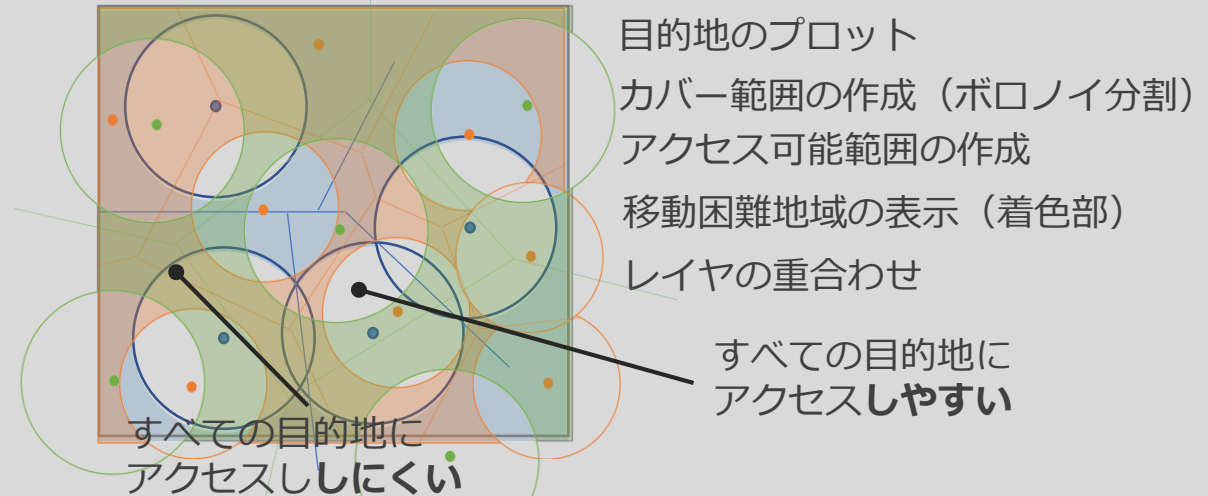 目的地のプロット
カバー範囲の作成（ボロノイ分割）
アクセス可能範囲の作成
移動困難地域の表示（着色部）
レイヤの重合わせ
すべての目的地に
アクセスしやすい
すべての目的地に
アクセスししにくい